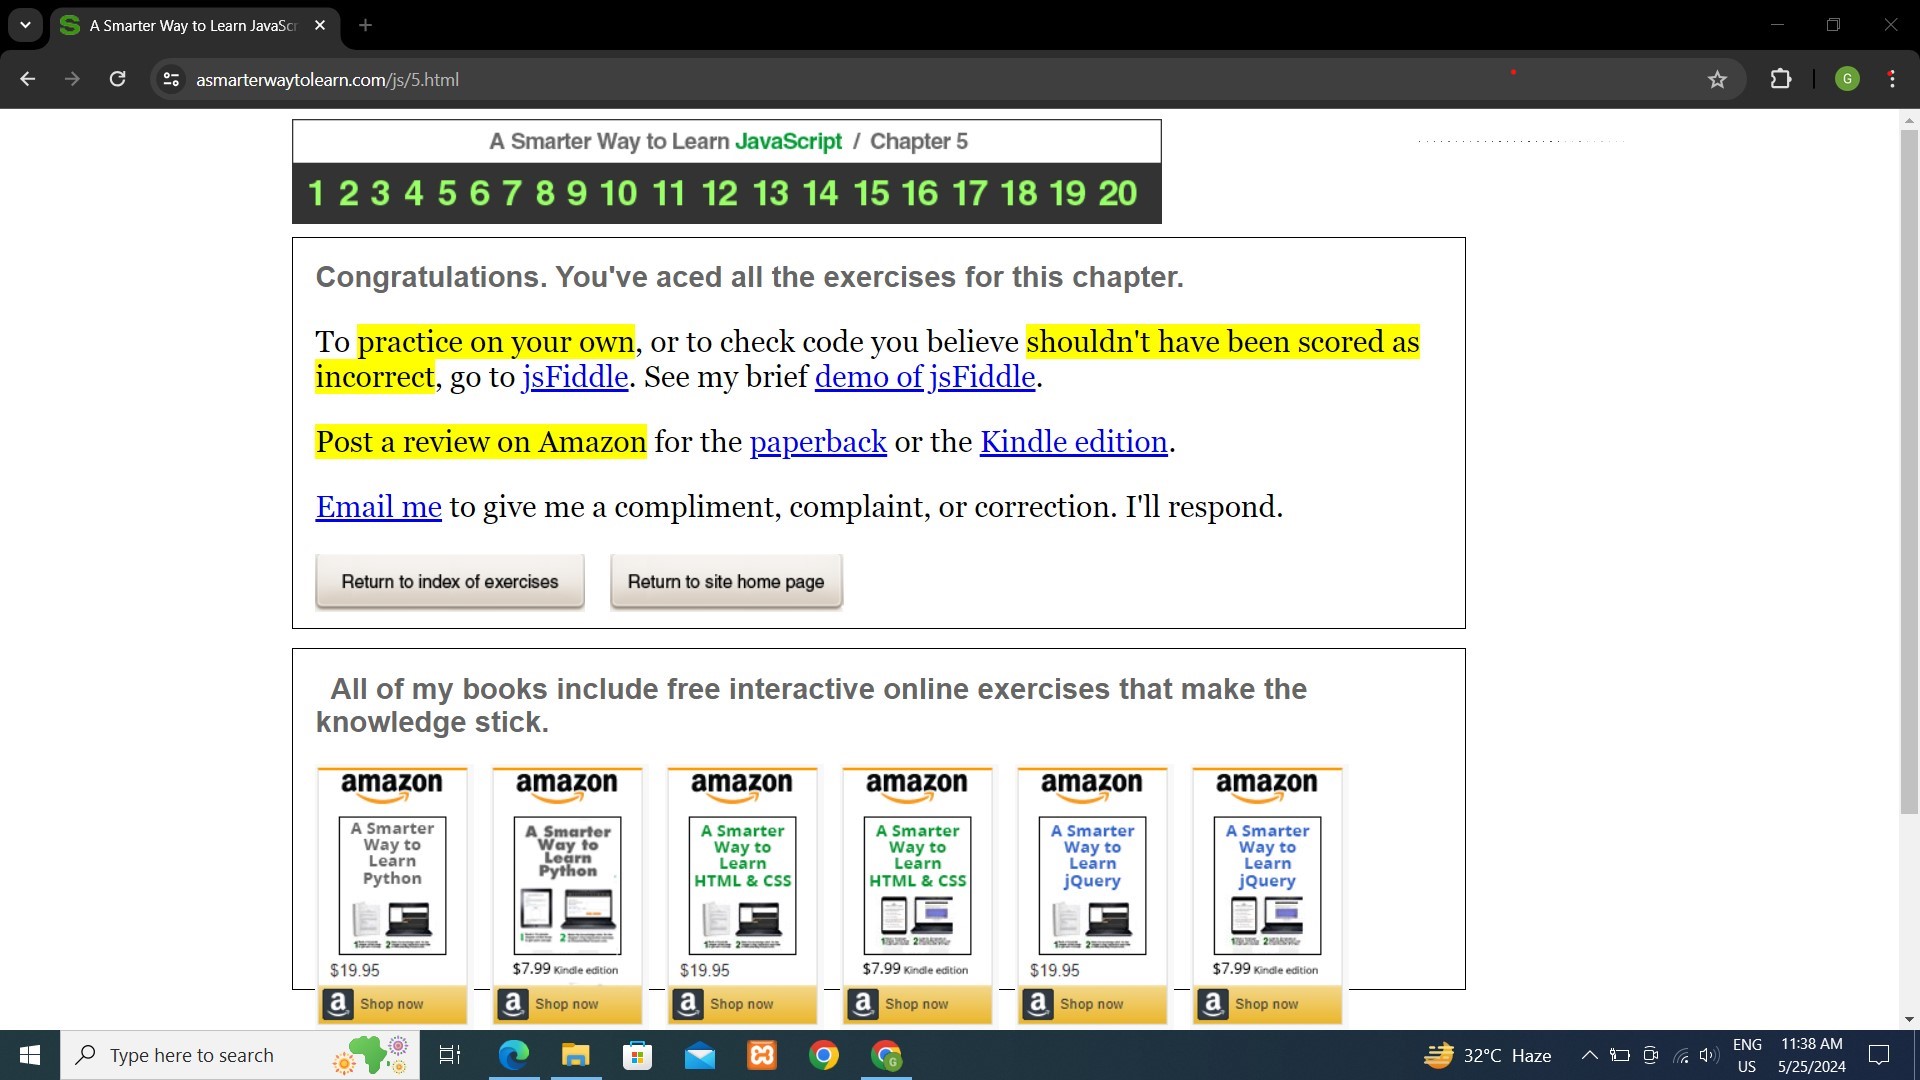 A Smarter Way to Learn JavaScr
asmarterwaytolearn.com/js/5.html
G
A Smarter Way to Learn JavaScript / Chapter 5
1 2 3 4 5 6 7 8 9 10 11 12 13 14 15 16 17 18 19 20
Congratulations. You've aced all the exercises for this chapter.
To practice on your own, or to check code you believe shouldn't have been scored as
incorrect, go to jsFiddle. See my brief demo of jsFiddle.
Post a review on Amazon for the paperback or the Kindle edition.
Email me to give me a compliment, complaint, or correction. I'll respond.
Return to index of exercises Return to site home page
All of my books include free interactive online exercises that make the
knowledge stick.
amazon amazon amazon amazon amazon amazon
A Smarter A Smarter A Smarter A Smarter A Smarter A Smarter
Way to Way to Way to Way to Way to Way to
Learn Learn Learn Learn Learn Learn
Python Python HTML & CSS HTML & CSS jQuery jQuery
$19.95 $7.99 Kindle edition $19.95 $7.99 Kindle edition $19.95 $7.99 Kindle edition
a Shop now a Shop now a Shop now a Shop now a Shop now a Shop now
Type here to search
G
32°C Haze
ENG
US
11:38 AM
5/25/2024